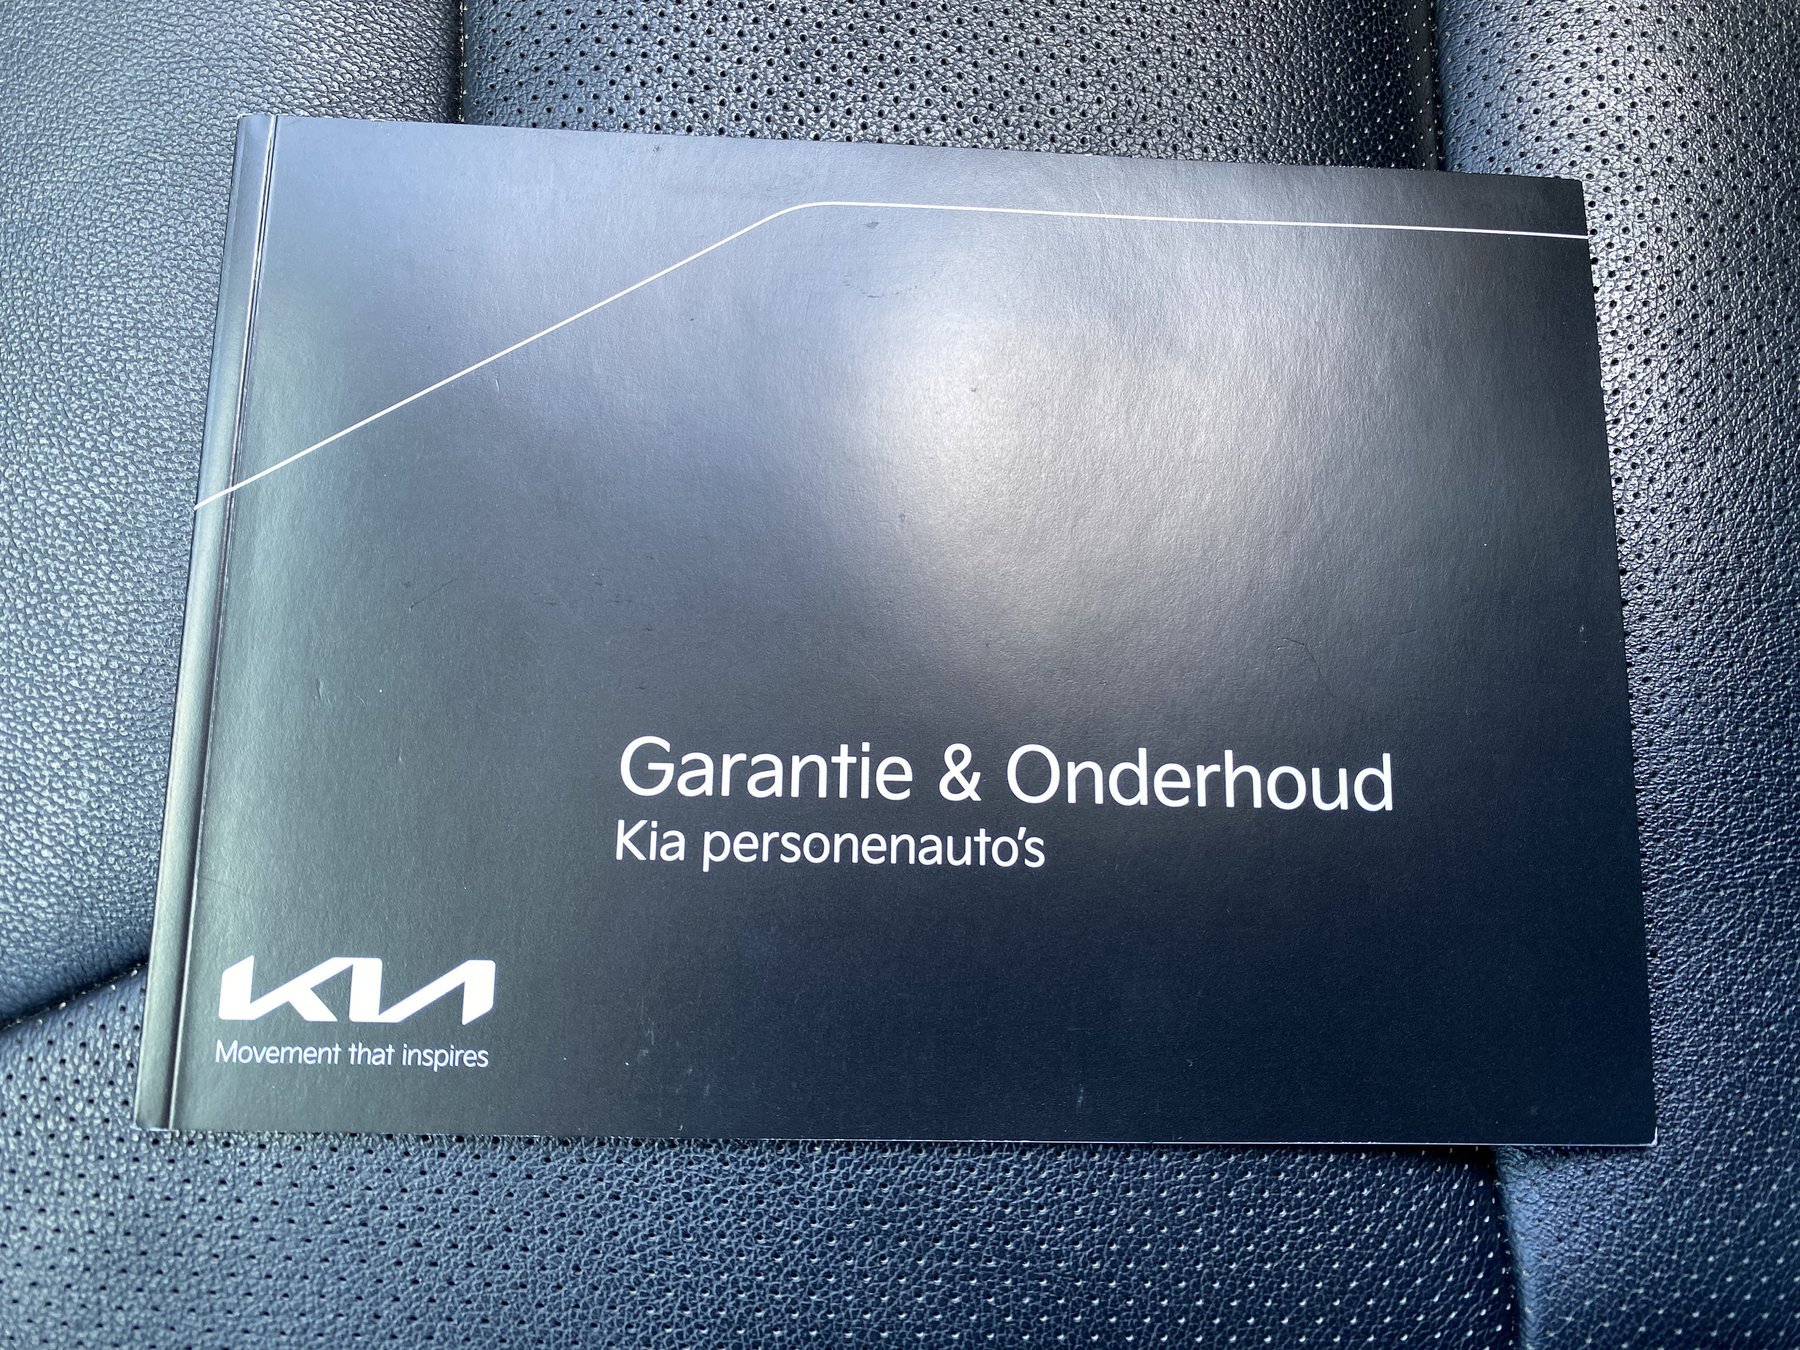 Garantie & Onderhoud
Kia personenauto's
KIA
Movement that inspires